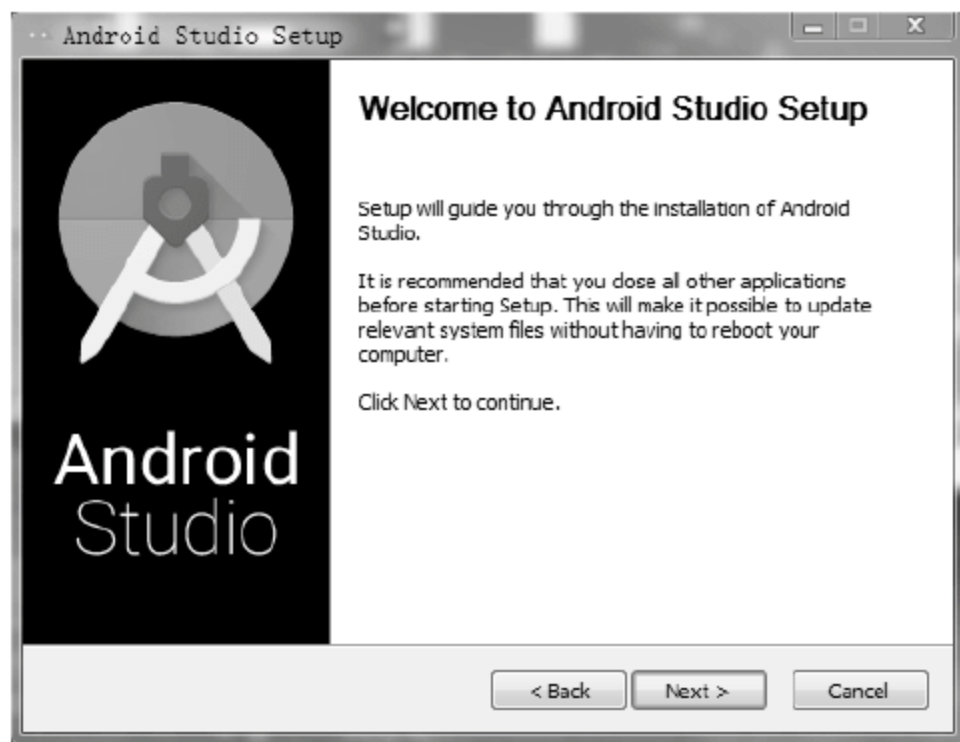 Android Studio Setup
Welcome to Android Studio Setup
Setup will guide you through the installation of Android
Studio.
It is recommended that you close all other applications
before starting Setup. This will make it possible to update
relevant system files without having to reboot your
computer.
Click Next to continue.
Android
Studio
< Back
Next >
Cancel